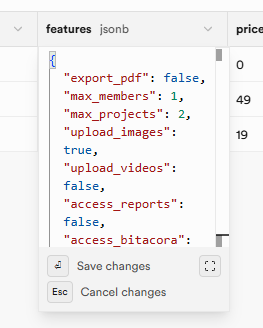 features jsonb price
{
"export_pdf": false,
"max_members": 1,
"max_projects": 2,
"upload_images":
true,
"upload_videos":
false,
"access_reports":
false,
"access_bitacora":
0
49
19
Save changes
Esc Cancel changes